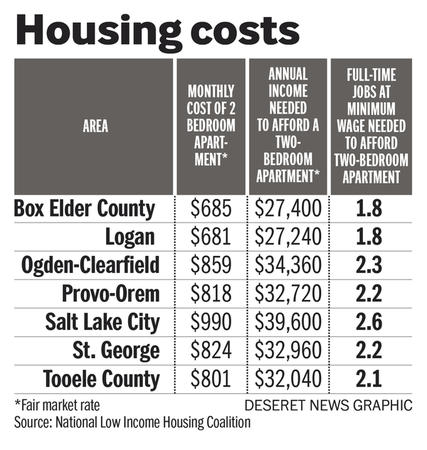 Housing costs
AREA
MONTHLY
COST OF 2
BEDROOM
APART-
MENT*
ANNUAL
INCOME
NEEDED
TO AFFORD A
TWO-
BEDROOM
APARTMENT*
FULL-TIME
JOBS AT
MINIMUM
WAGE NEEDED
TO AFFORD
TWO-BEDROOM
APARTMENT
Box Elder County $685 $27,400 1.8
Logan $681 $27,240 1.8
Ogden-Clearfield $859 $34,360 2.3
Provo-Orem $818 $32,720 2.2
Salt Lake City $990 $39,600 2.6
St. George $824 $32,960 2.2
Tooele County $801 $32,040 2.1
*Fair market rate DESERET NEWS GRAPHIC
Source: National Low Income Housing Coalition